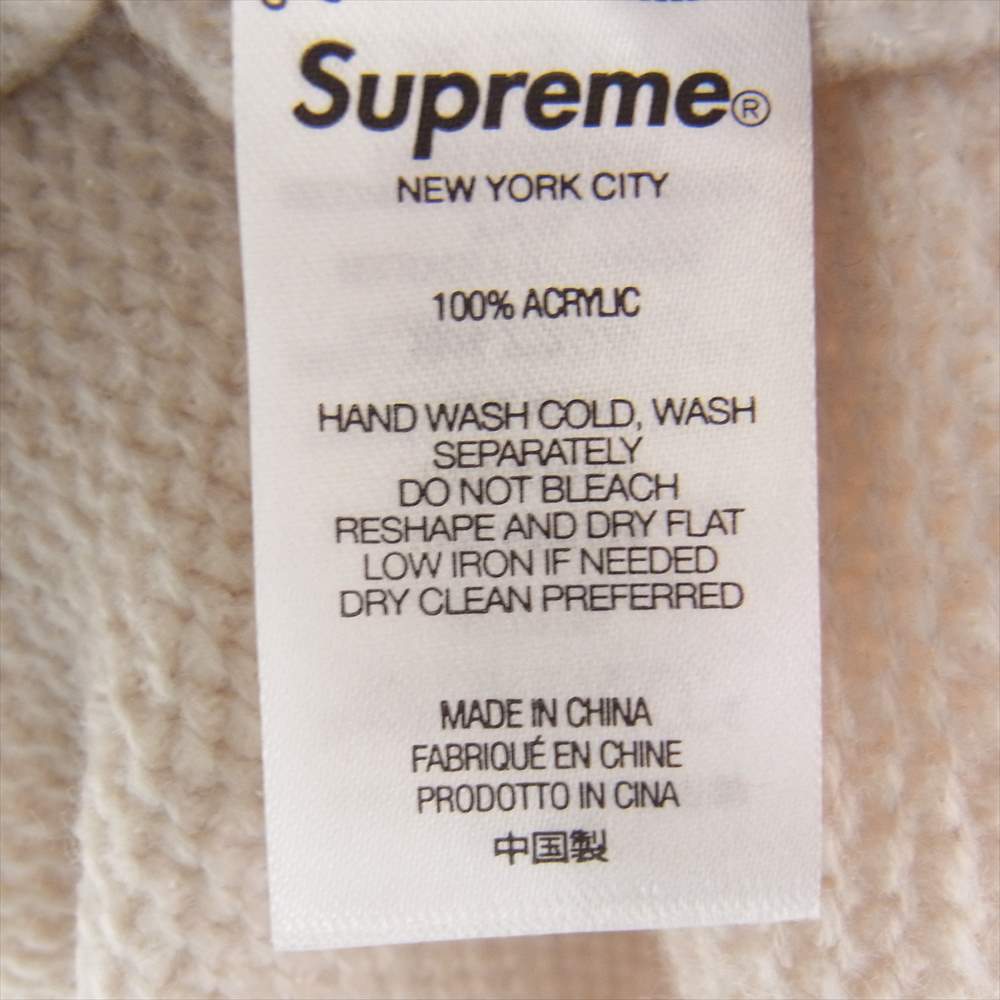 Supreme®
NEW YORK CITY
100% ACRYLIC
HAND WASH COLD, WASH
SEPARATELY
DO NOT BLEACH
RESHAPE AND DRY FLAT
LOW IRON IF NEEDED
DRY CLEAN PREFERRED
MADE IN CHINA
FABRIQUÉ EN CHINE
PRODOTTO IN CINA
中国製